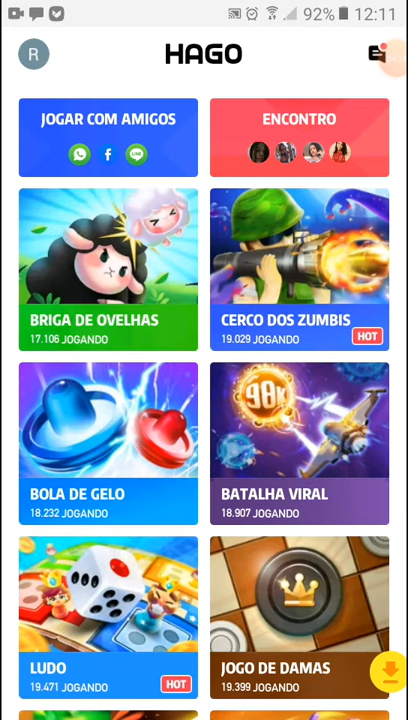 92% 12:11
R
HAGO
JOGAR COM AMIGOS
ENCONTRO
LINE
BRIGA DE OVELHAS
17.106 JOGANDO
CERCO DOS ZUMBIS
19.029 JOGANDO
HOT
BOLA DE GELO
18.232 JOGANDO
98K
BATALHA VIRAL
18.907 JOGANDO
LUDO
19.471 JOGANDO
HOT
JOGO DE DAMAS
19.399 JOGANDO